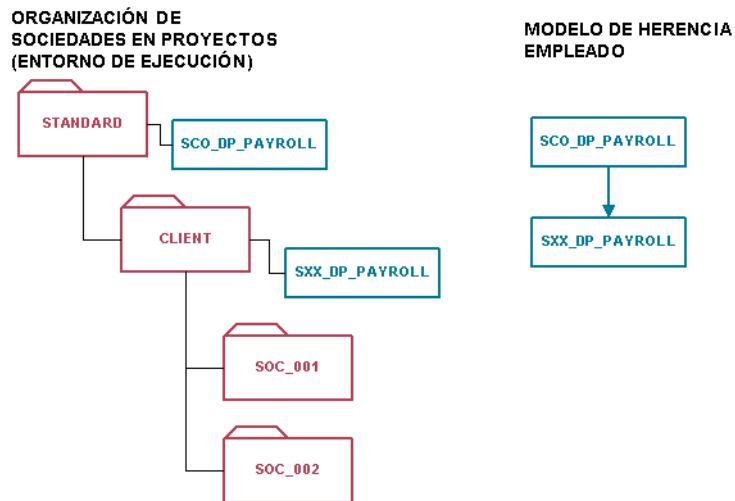 ORGANIZACIÓN DE
SOCIEDADES EN PROYECTOS
(ENTORNO DE EJECUCIÓN)
MODELO DE HERENCIA
EMPLEADO
STANDARD
SCO_DP_PAYROLL
CLIENT
SXX_DP_PAYROLL
SOC_001
SOC_002
SCO_DP_PAYROLL
SXX_DP_PAYROLL